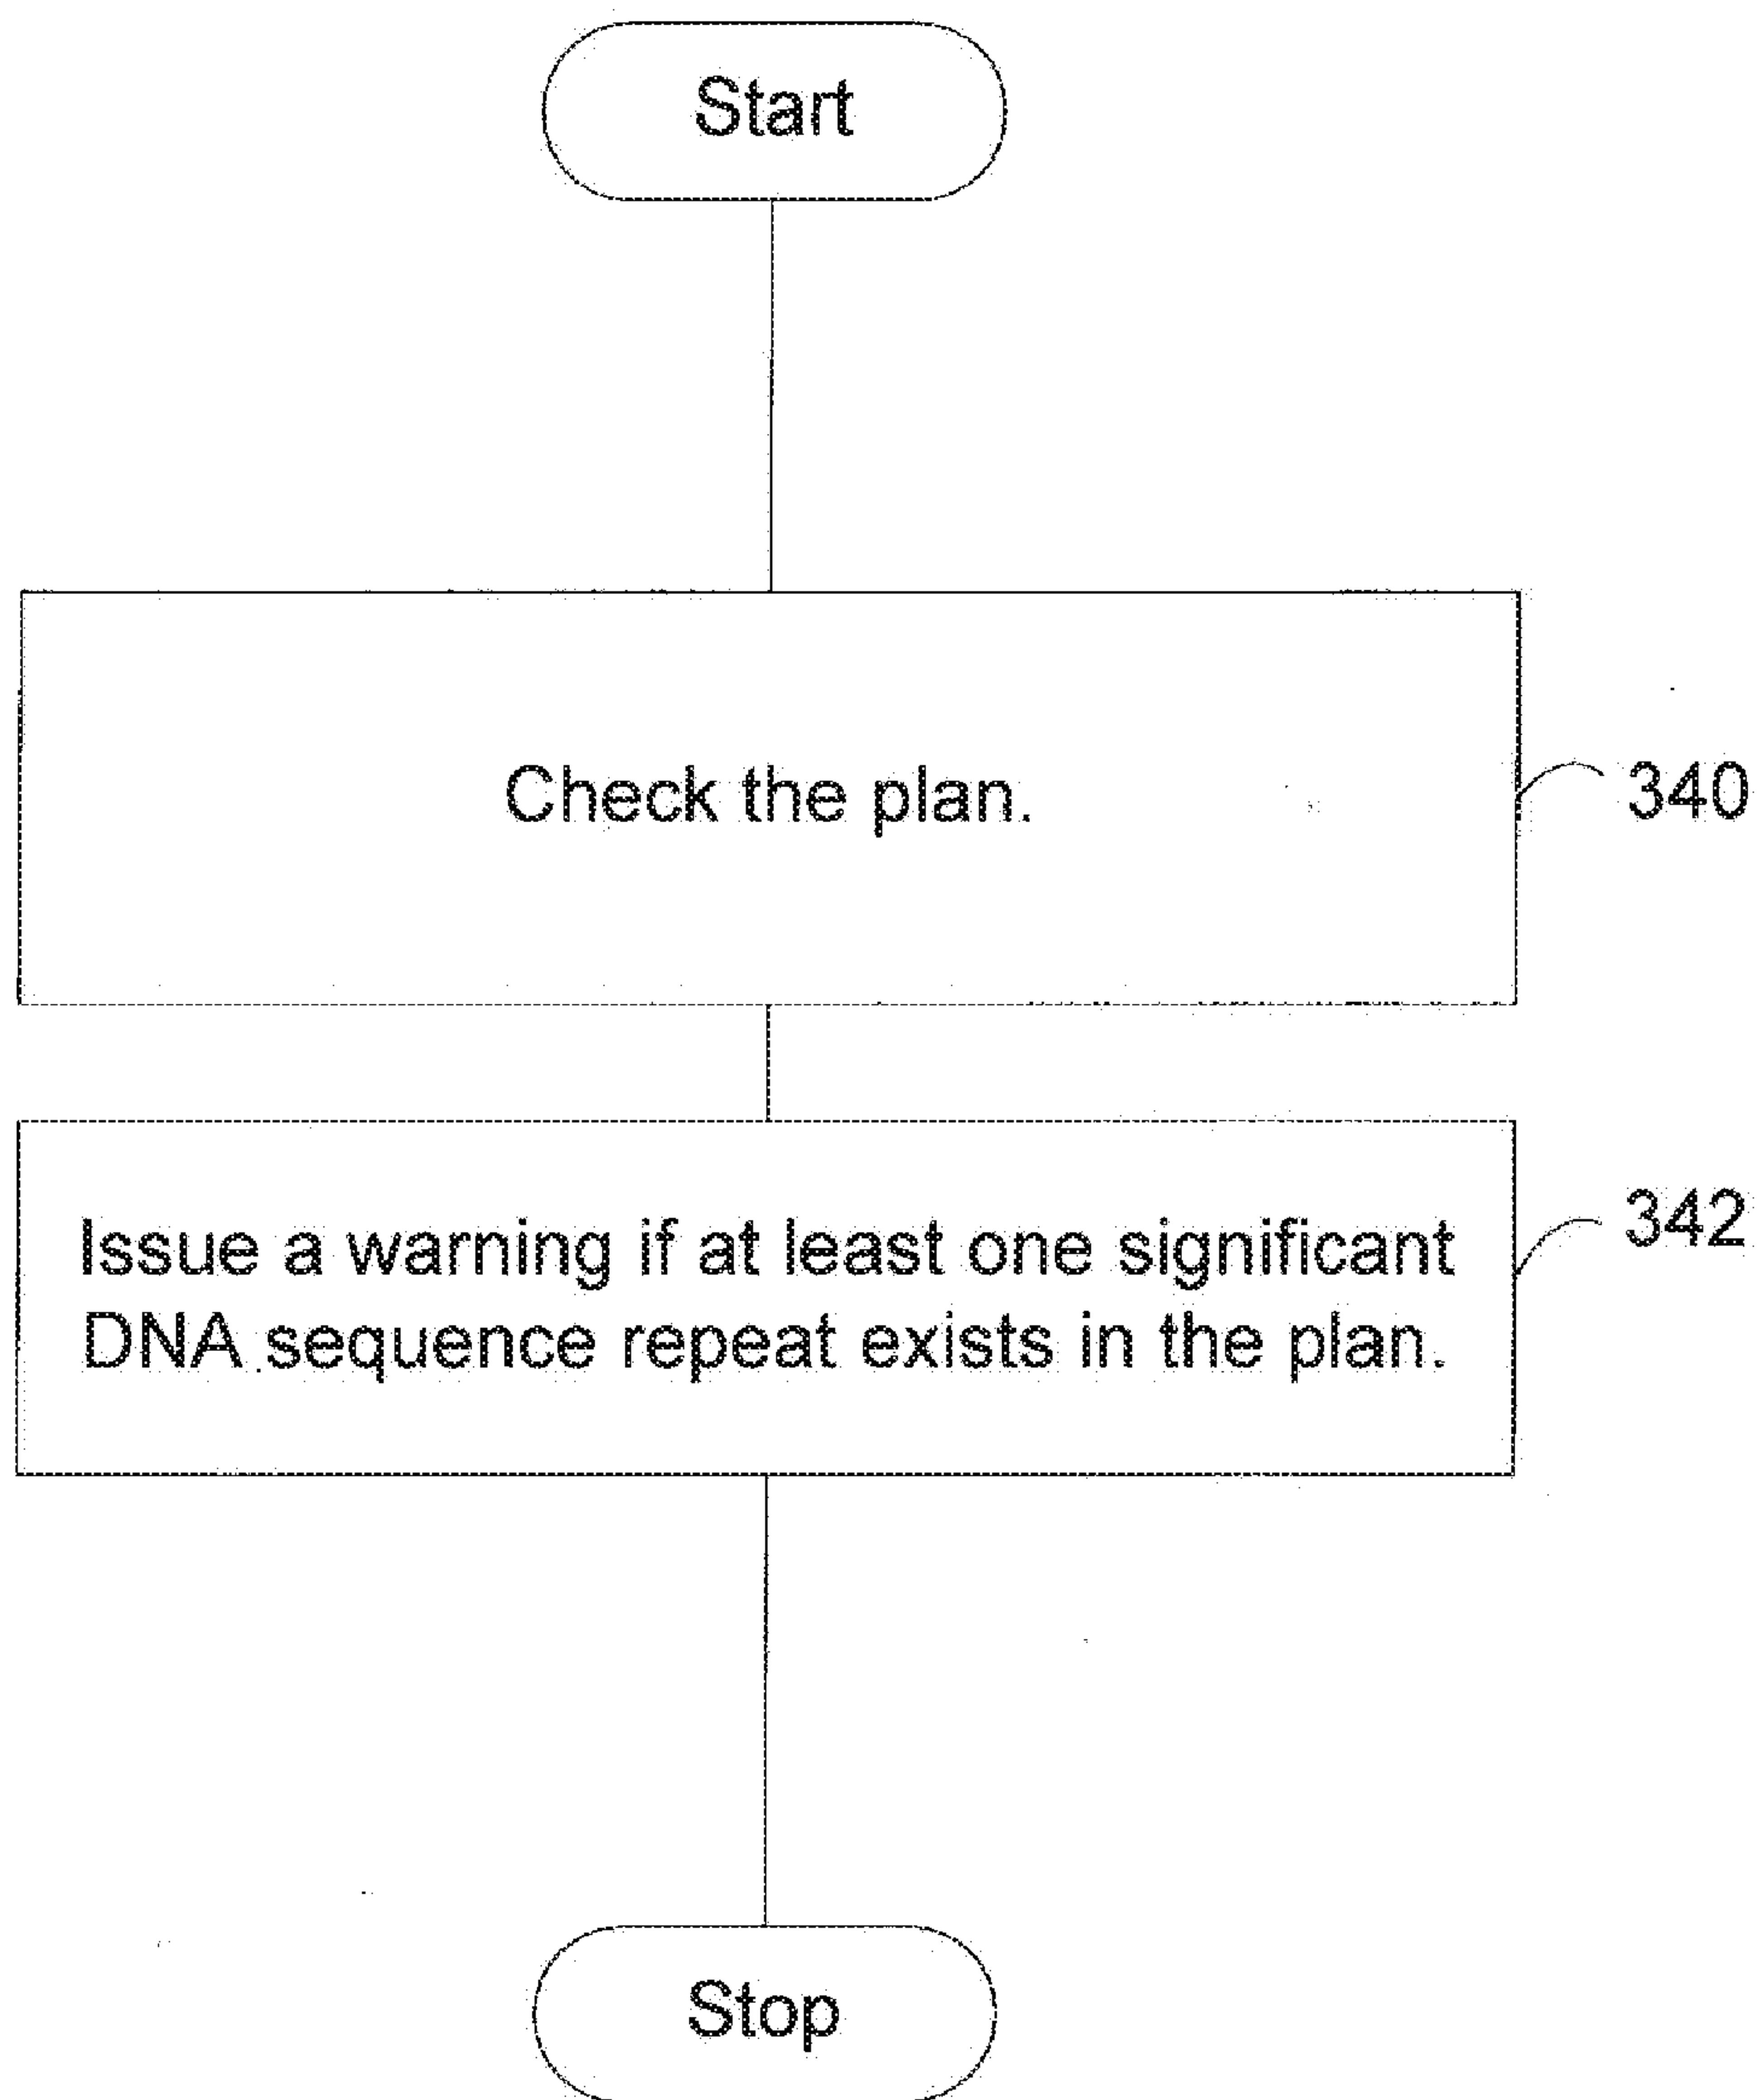 Start
Check the plan.
340
Issue a warning if at least one significant
DNA sequence repeat exists in the plan.
342
Stop